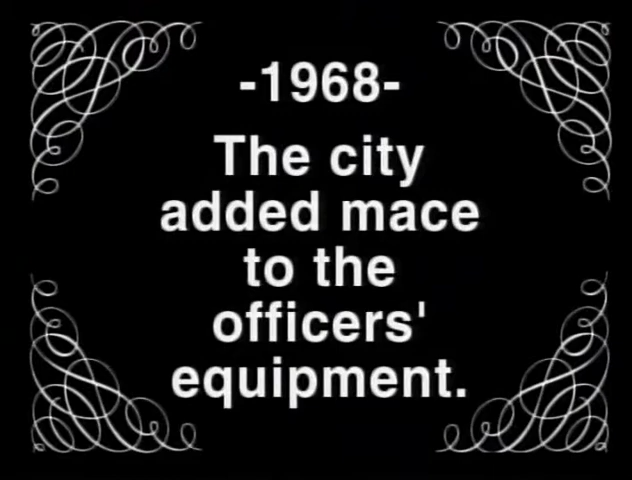 -1968-
The city
added mace
to the
officers'
equipment.